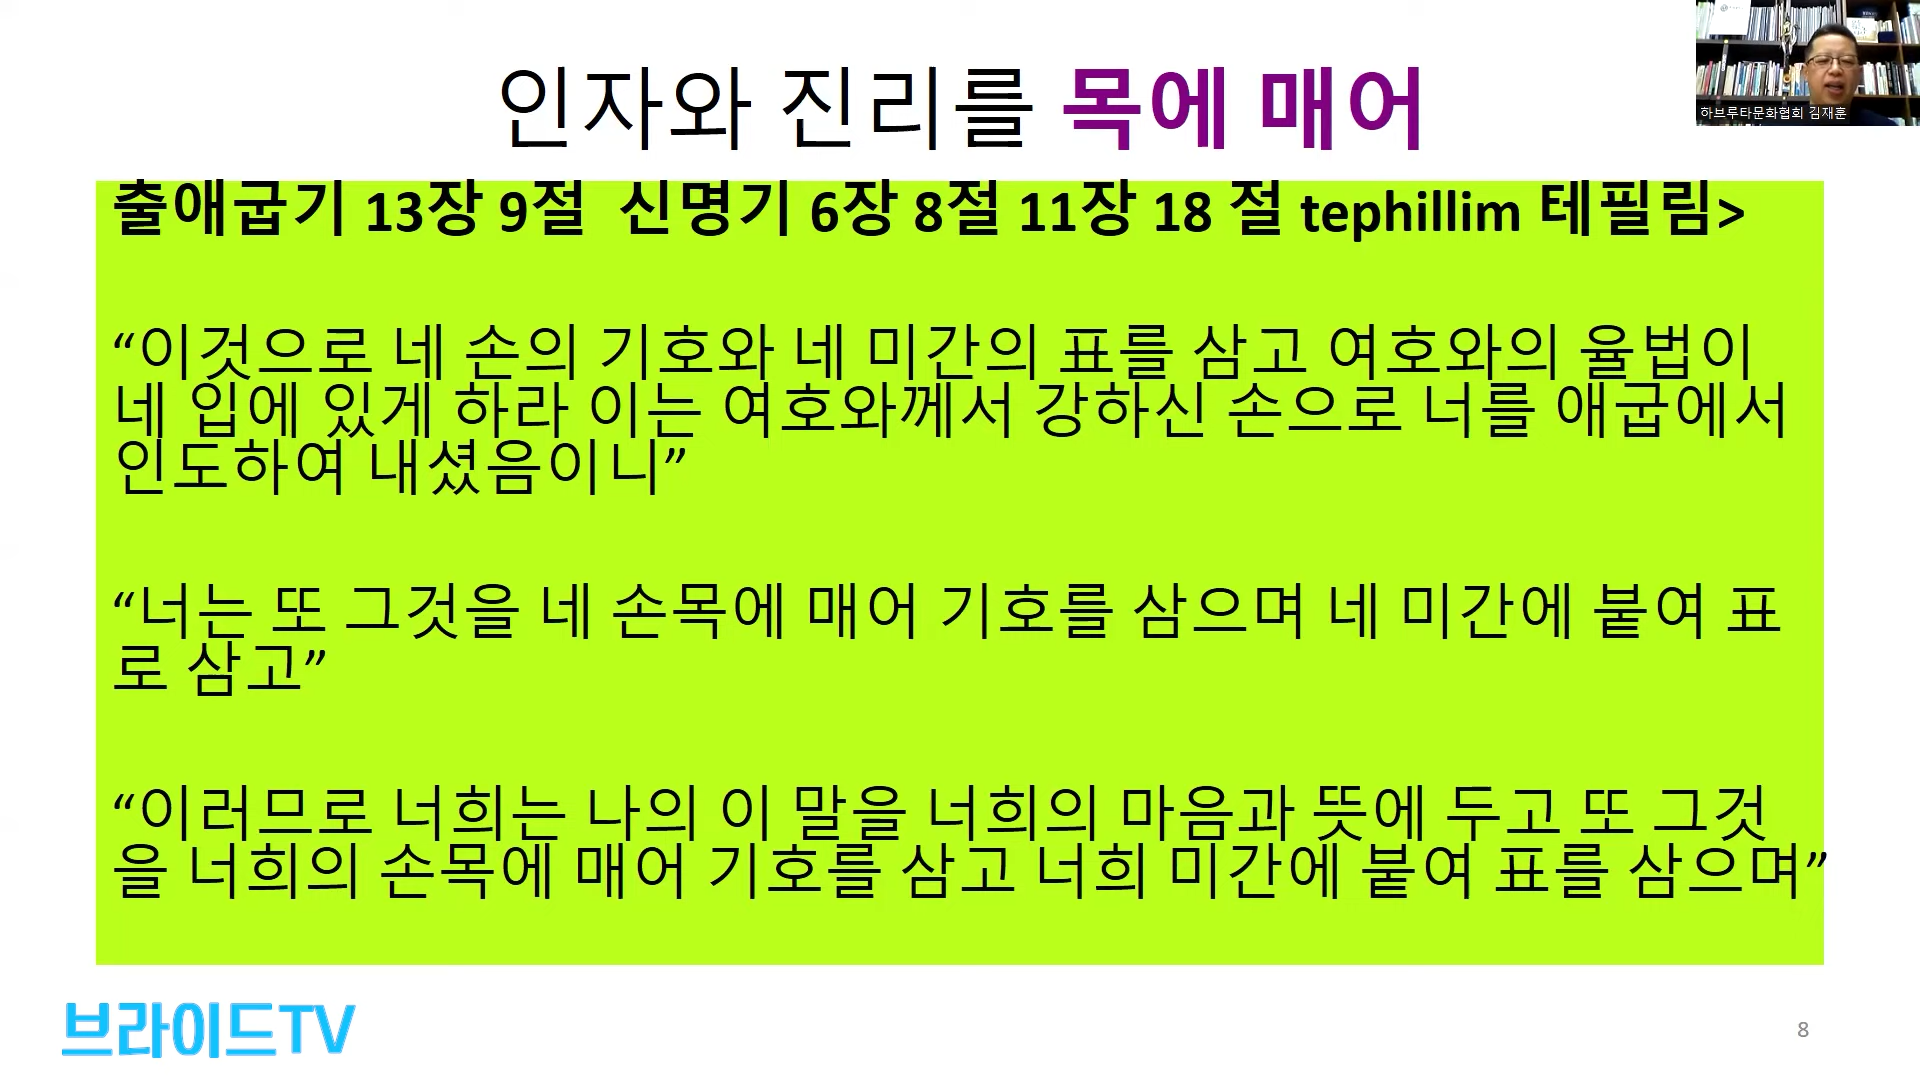 인자와 진리를 목에 매어
하브루타문화협회 김재훈
출애굽기 13장 9절  신명기 6장 8절 11장 18 절 tephillim 테필림>
“이것으로 네 손의 기호와 네 미간의 표를 삼고 여호와의 율법이
네 입에 있게 하라 이는 여호와께서 강하신 손으로 너를 애굽에서
인도하여 내셨음이니”
“너는 또 그것을 네 손목에 매어 기호를 삼으며 네 미간에 붙여 표
로 삼고”
“이러므로 너희는 나의 이 말을 너희의 마음과 뜻에 두고 또 그것
을 너희의 손목에 매어 기호를 삼고 너희 미간에 붙여 표를 삼으며”
브라이드TV
8